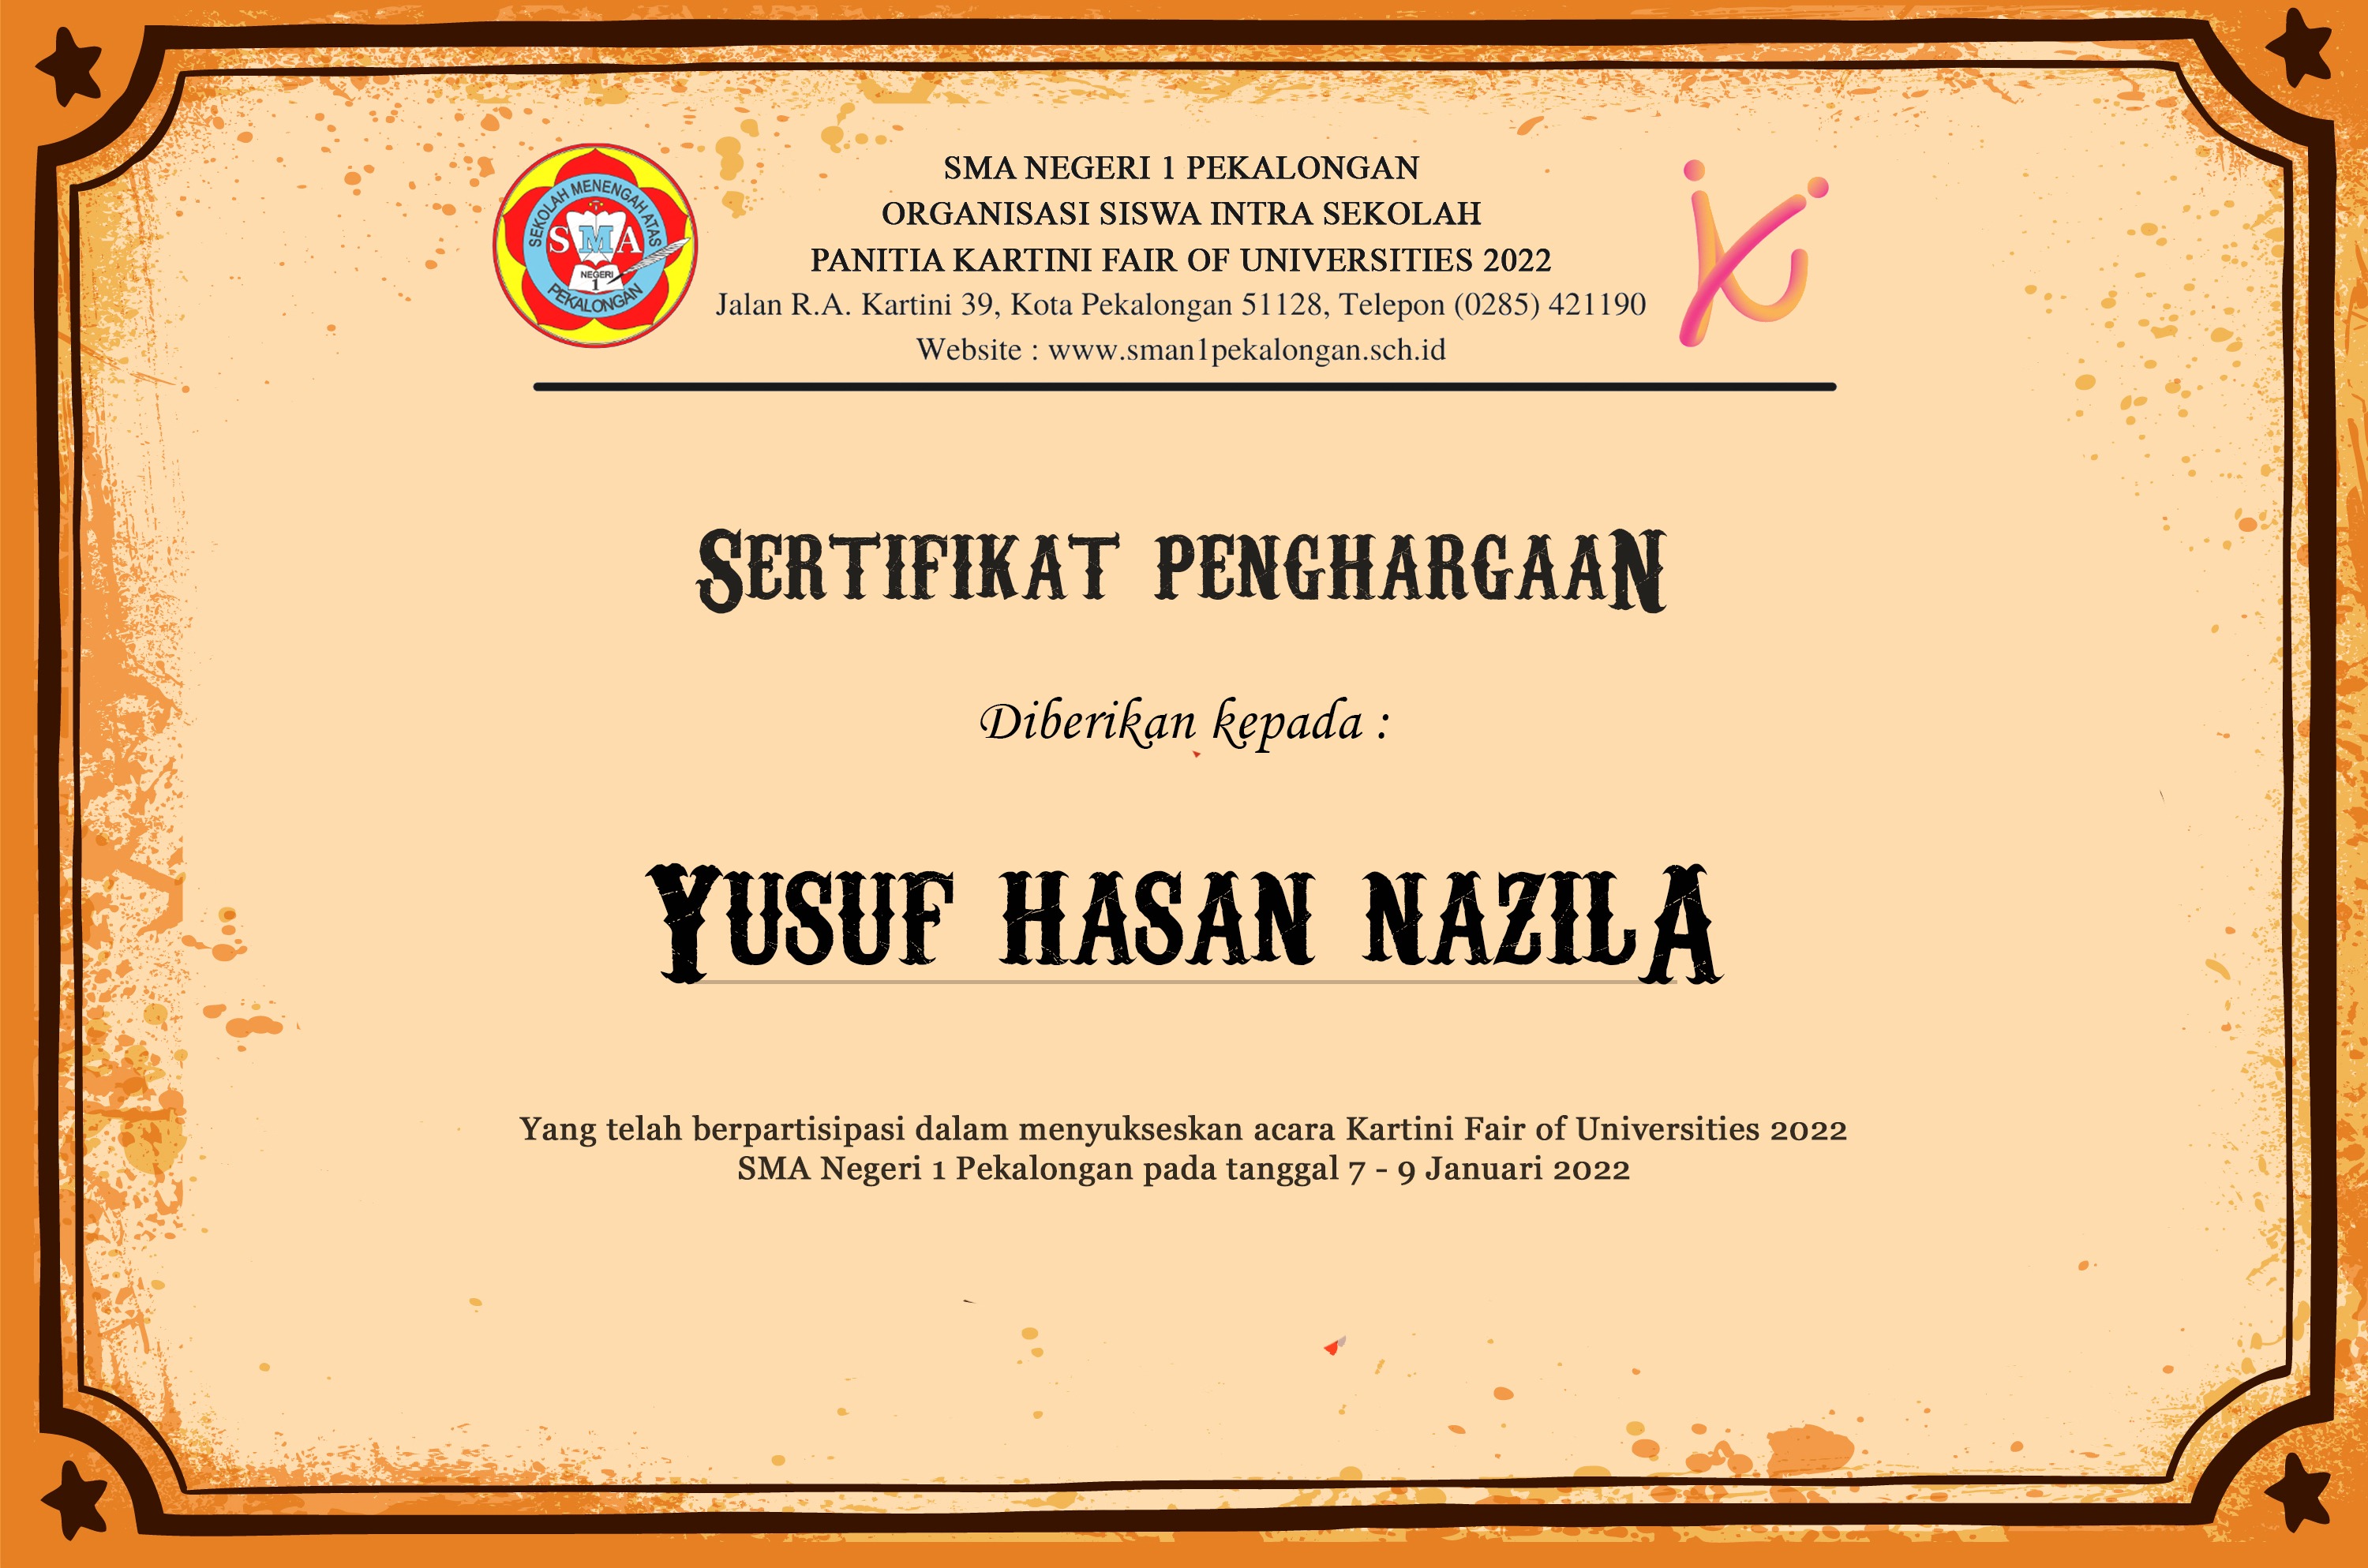 SEKOLAH MENENGAH ATAS
SMA
NEGERI
1
PEKALONGAN
SMA NEGERI 1 PEKALONGAN
ORGANISASI SISWA INTRA SEKOLAH
PANITIA KARTINI FAIR OF UNIVERSITIES 2022
Jalan R.A. Kartini 39, Kota Pekalongan 51128, Telepon (0285) 421190
Website : www.sman1pekalongan.sch.id
SERTIFIKAT PENGHARGAAN
Diberikan kepada :
YUSUF HASAN NAZILA
Yang telah berpartisipasi dalam menyukseskan acara Kartini Fair of Universities 2022
SMA Negeri 1 Pekalongan pada tanggal 7 - 9 Januari 2022